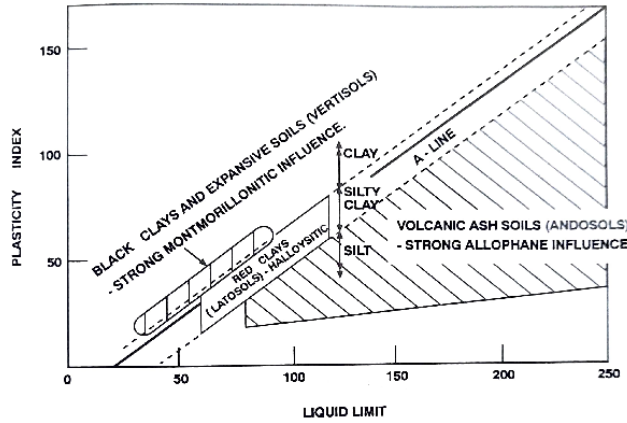 PLASTICITY INDEX
150
100
50
0
50
100
150
200
250
LIQUID LIMIT
BLACK CLAYS AND EXPANSIVE SOILS (VERTISOLS)
- STRONG MONTMORILLONITIC INFLUENCE.
RED CLAYS
(LATOSOLS) - HALLOYSITIC
CLAY
SILTY
CLAY
SILT
A - LINE
VOLCANIC ASH SOILS (ANDOSOLS)
- STRONG ALLOPHANE INFLUENCE